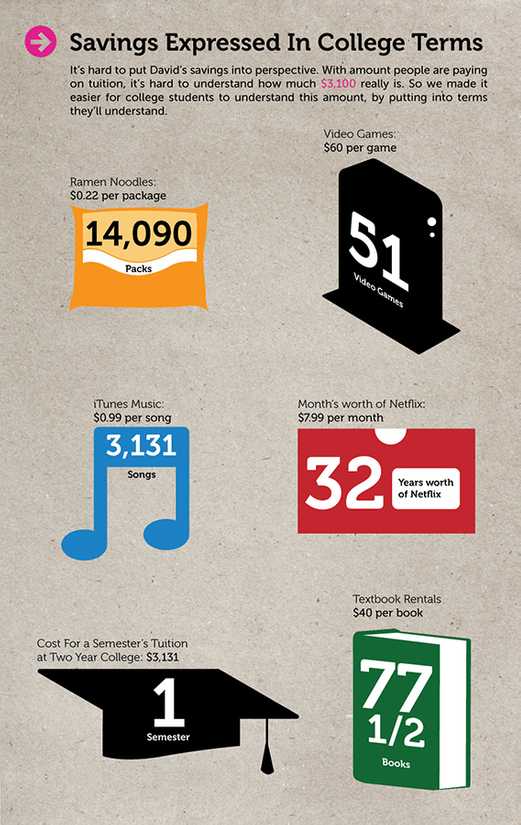 Savings Expressed In College Terms
It's hard to put David's savings into perspective. With amount people are paying
on tuition, it's hard to understand how much $3,100 really is. So we made it
easier for college students to understand this amount, by putting into terms
they'll understand.
Video Games:
$60 per game
51
Video Games
Ramen Noodles:
$0.22 per package
14,090
Packs
iTunes Music:
$0.99 per song
3,131
Songs
Month's worth of Netflix:
$7.99 per month
32
Years worth
of Netflix
Textbook Rentals
$40 per book
77
1/2
Books
Cost For a Semester's Tuition
at Two Year College: $3,131
1
Semester